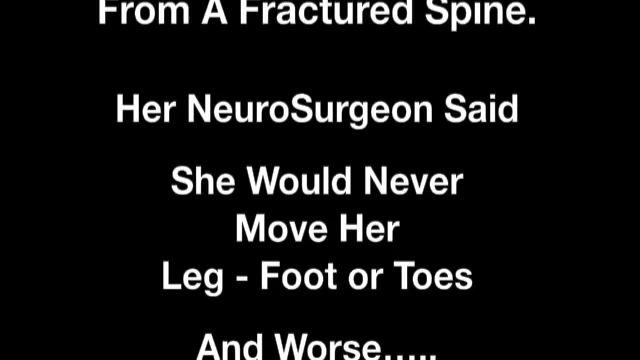 From A Fractured Spine.
Her NeuroSurgeon Said
She Would Never
Move Her
Leg - Foot or Toes
And Worse.....